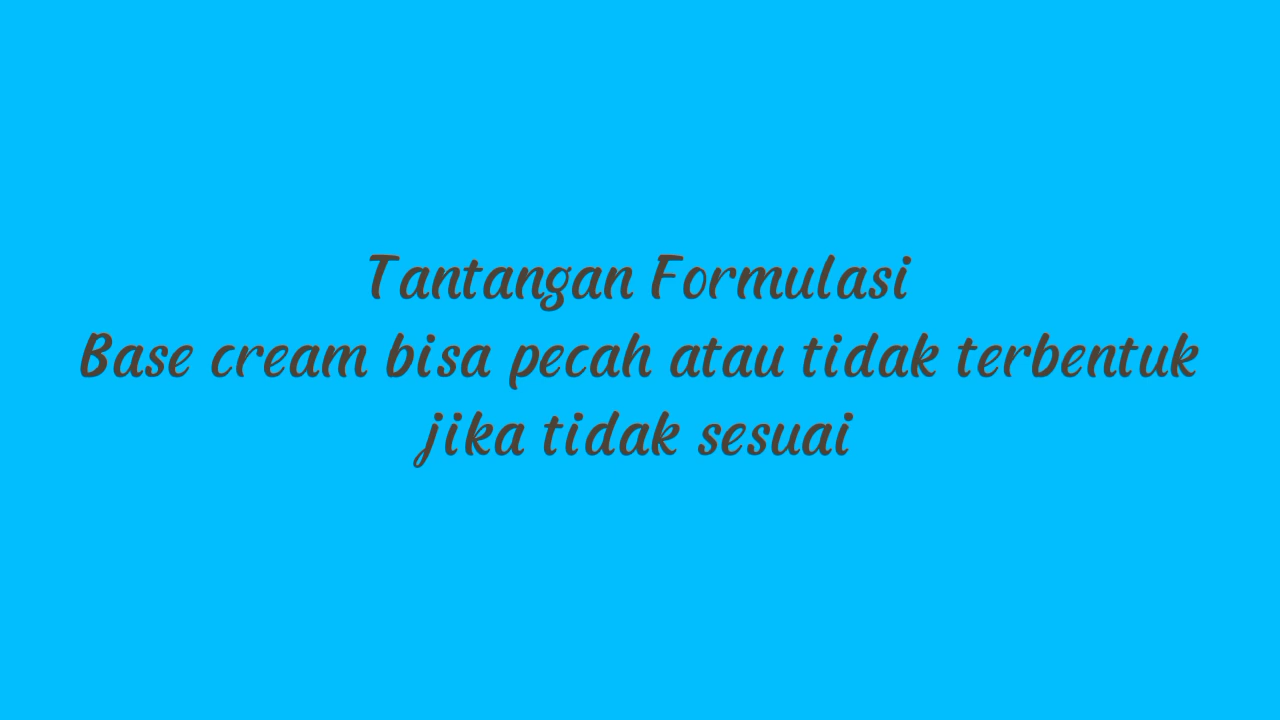 Tantangan Formulasi
Base cream bisa pecah atau tidak terbentuk
jika tidak sesuai